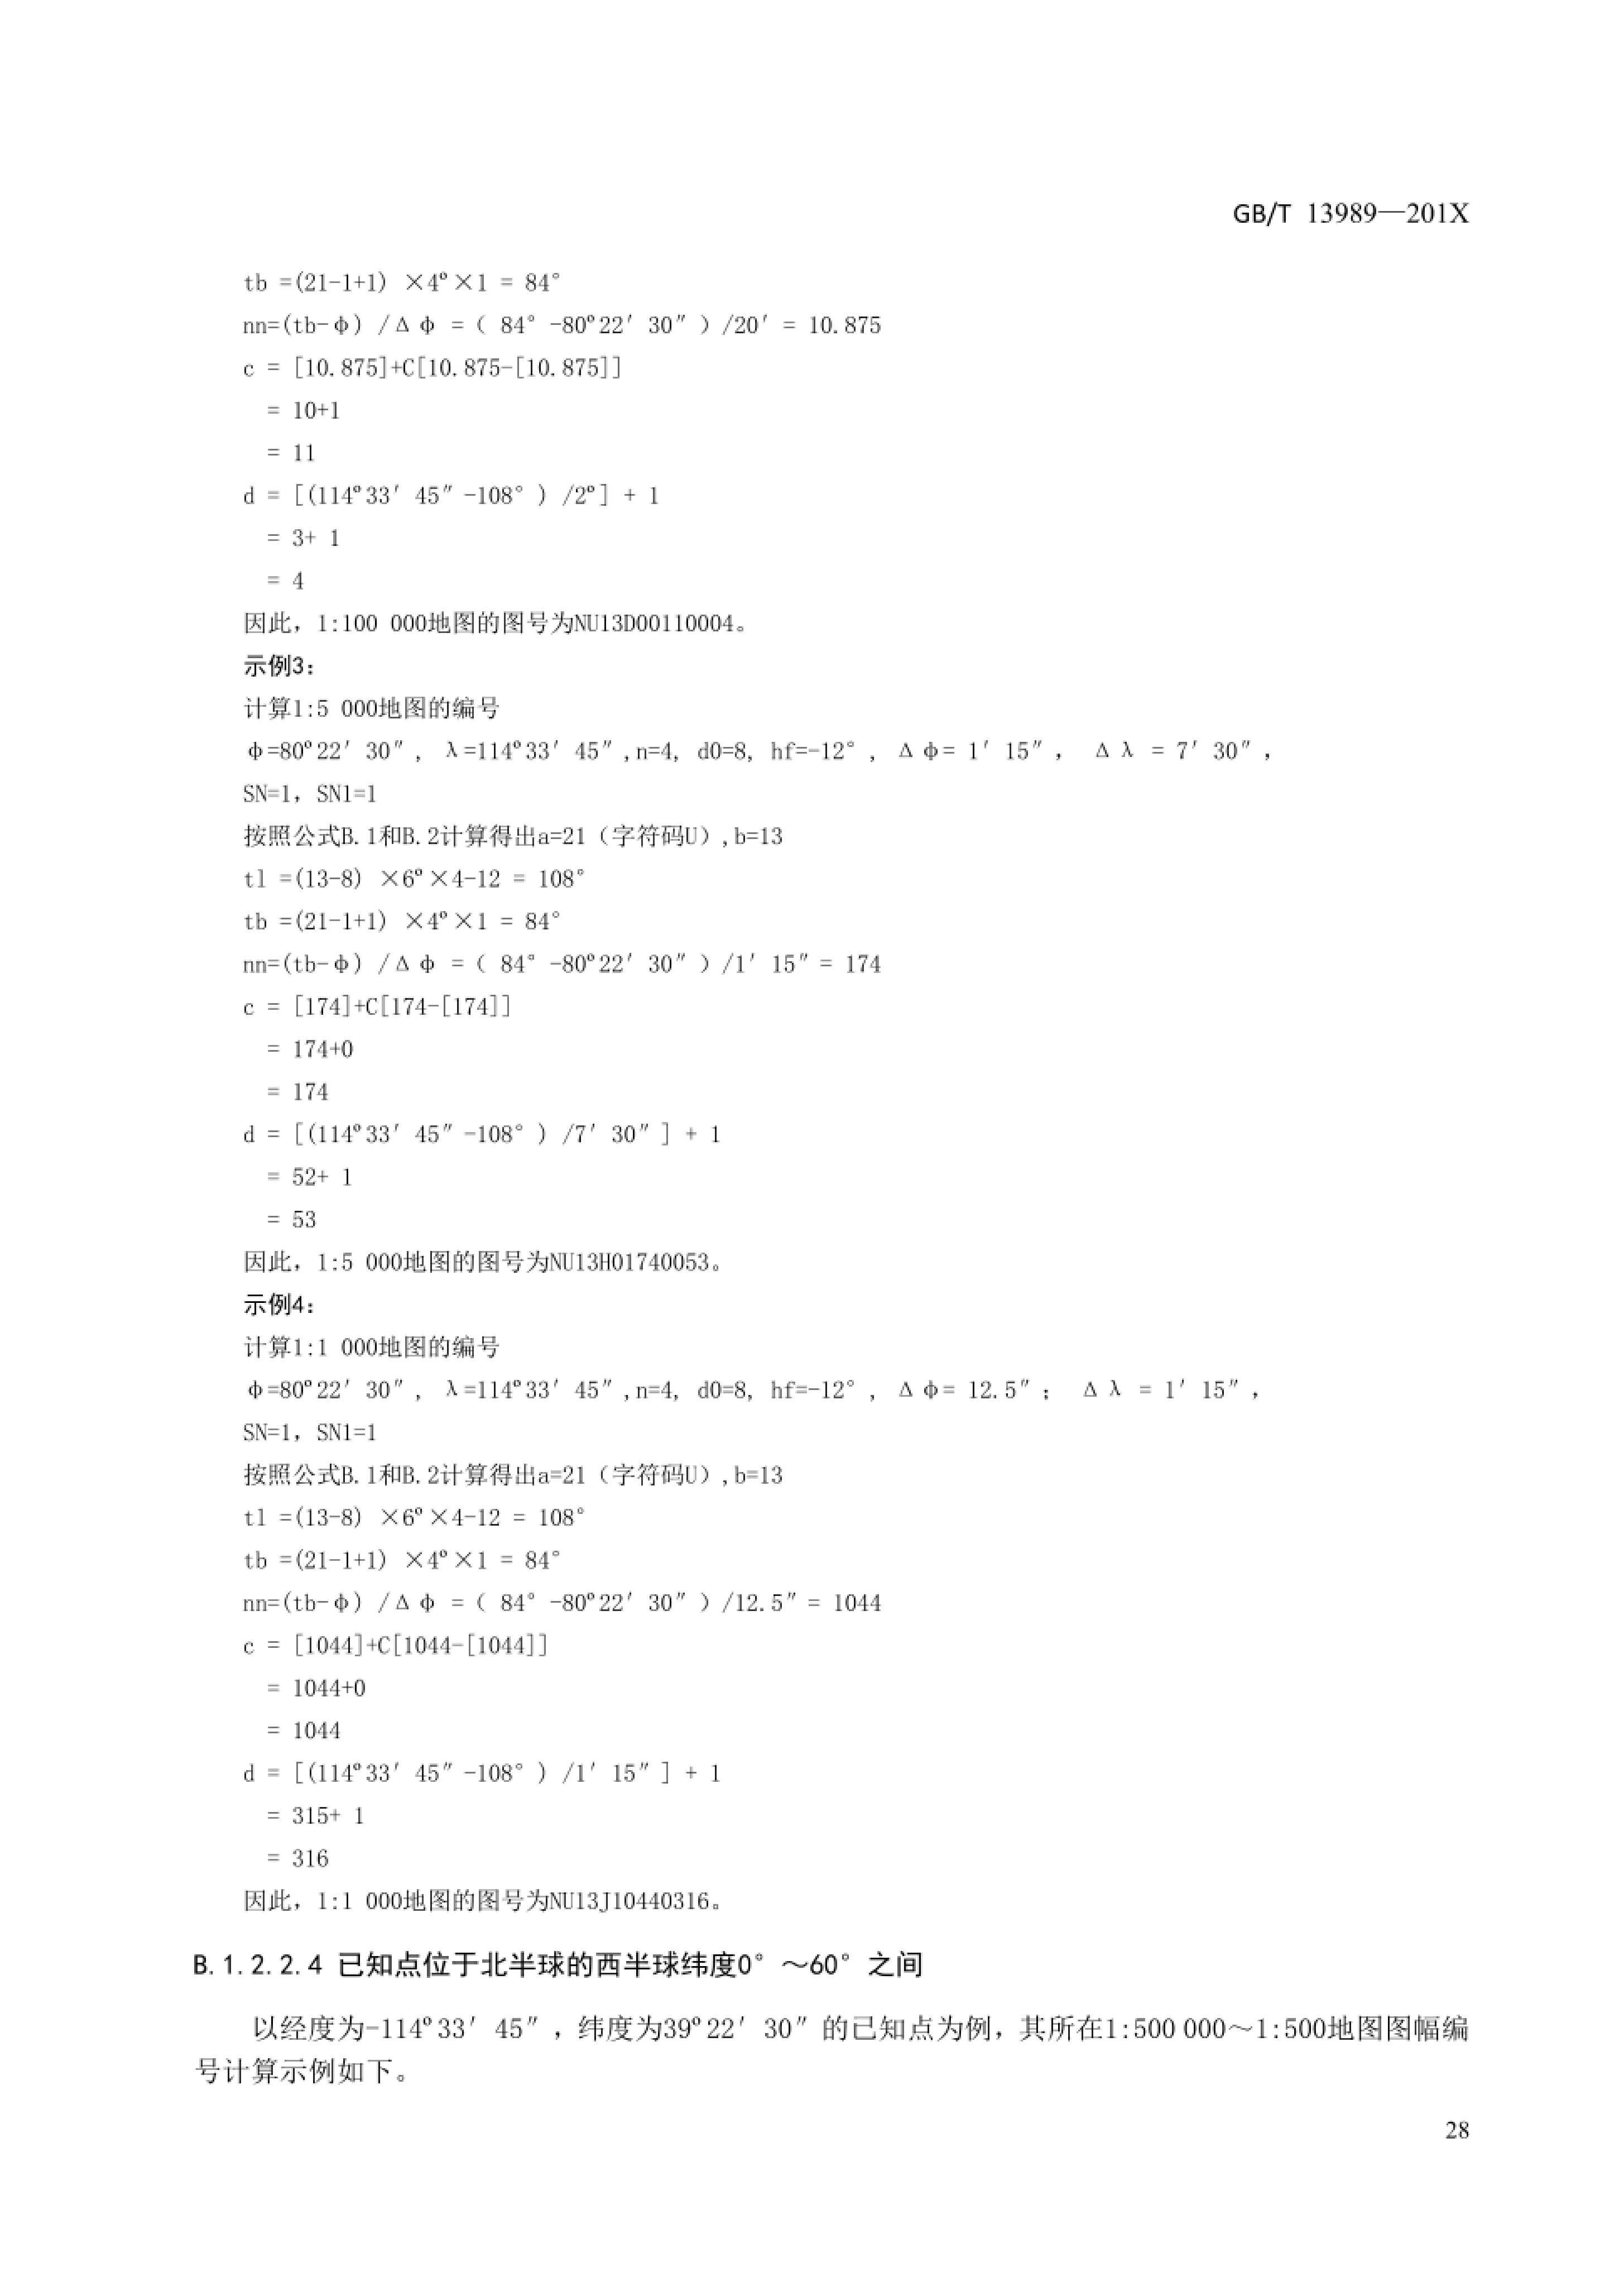 GB/T 13989—201X
tb =(21-1+1) ×4º×1 = 84°
nn=(tb-φ) /Δφ = ( 84° -80º22′ 30″ ) /20′ = 10.875
c = [10.875]+C[10.875-[10.875]]
= 10+1
= 11
d = [(114º33′ 45″ -108° ) /2º] + 1
= 3+ 1
= 4
因此，1:100 000地图的图号为NU13D00110004。
示例3：
计算1:5 000地图的编号
φ=80º22′ 30″ , λ=114º33′ 45″ ,n=4, d0=8, hf=-12° , Δφ= 1′ 15″ , Δλ = 7′ 30″ ,
SN=1，SN1=1
按照公式B.1和B.2计算得出a=21（字符码U）,b=13
tl =(13-8) ×6º×4-12 = 108°
tb =(21-1+1) ×4º×1 = 84°
nn=(tb-φ) /Δφ = ( 84° -80º22′ 30″ ) /1′ 15″ = 174
c = [174]+C[174-[174]]
= 174+0
= 174
d = [(114º33′ 45″ -108° ) /7′ 30″ ] + 1
= 52+ 1
= 53
因此，1:5 000地图的图号为NU13H01740053。
示例4：
计算1:1 000地图的编号
φ=80º22′ 30″ , λ=114º33′ 45″ ,n=4, d0=8, hf=-12° , Δφ= 12.5″ ; Δλ = 1′ 15″ ,
SN=1，SN1=1
按照公式B.1和B.2计算得出a=21（字符码U）,b=13
tl =(13-8) ×6º×4-12 = 108°
tb =(21-1+1) ×4º×1 = 84°
nn=(tb-φ) /Δφ = ( 84° -80º22′ 30″ ) /12.5″ = 1044
c = [1044]+C[1044-[1044]]
= 1044+0
= 1044
d = [(114º33′ 45″ -108° ) /1′ 15″ ] + 1
= 315+ 1
= 316
因此，1:1 000地图的图号为NU13J10440316。
B.1.2.2.4 已知点位于北半球的西半球纬度0° ～60° 之间
以经度为-114º33′ 45″ ，纬度为39º22′ 30″ 的已知点为例，其所在1:500 000～1:500地图图幅编
号计算示例如下。
28